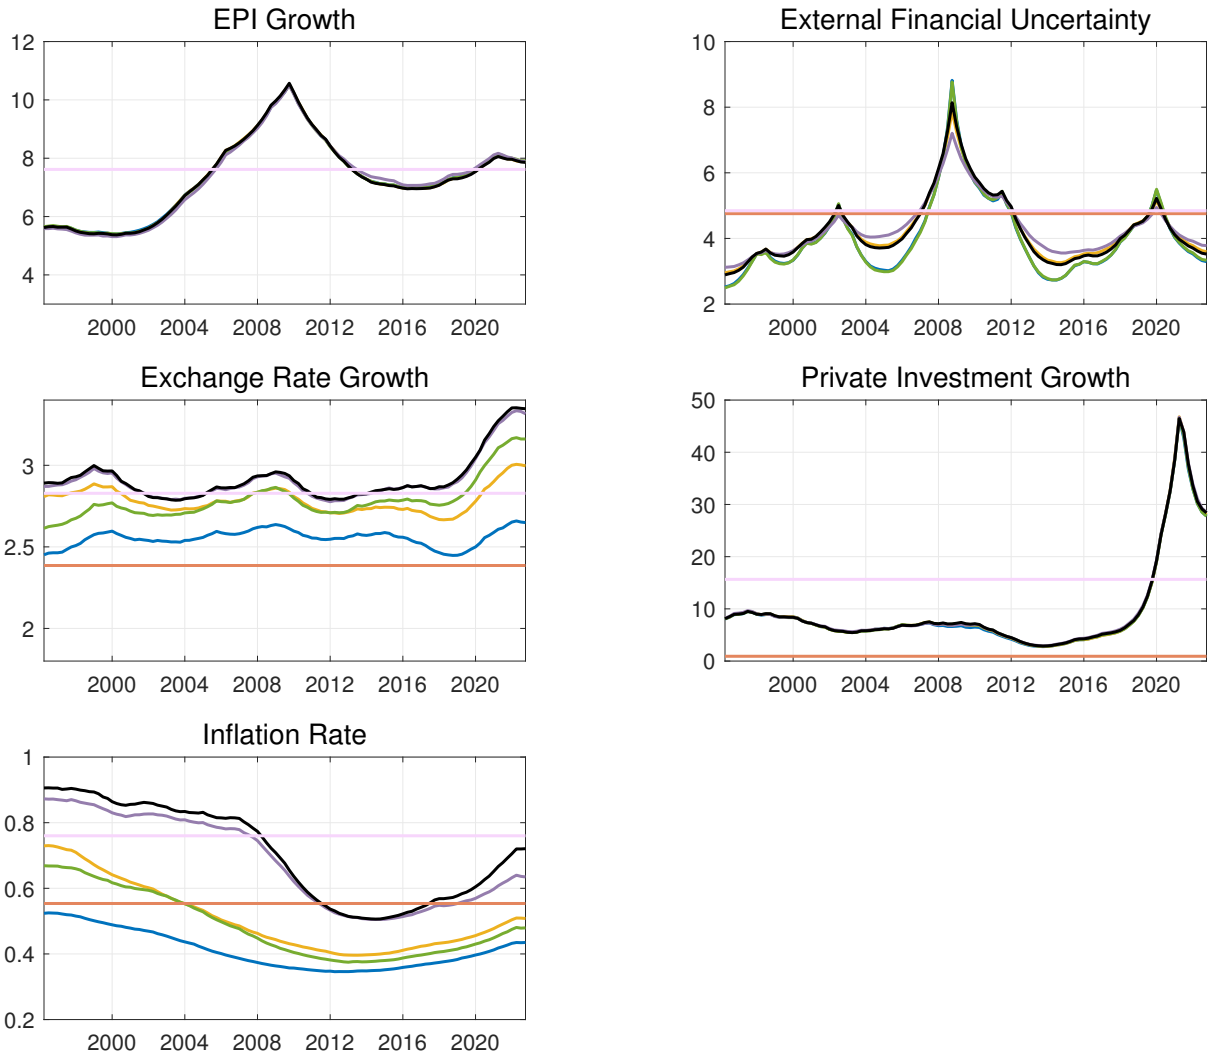 EPI Growth
12
10
8
6
4
2000 2004 2008 2012 2016 2020
External Financial Uncertainty
10
8
6
4
2
2000 2004 2008 2012 2016 2020
Exchange Rate Growth
3
2.5
2
2000 2004 2008 2012 2016 2020
Private Investment Growth
50
40
30
20
10
0
2000 2004 2008 2012 2016 2020
Inflation Rate
1
0.8
0.6
0.4
0.2
2000 2004 2008 2012 2016 2020